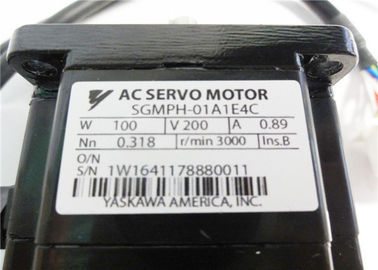 AC SERVO MOTOR
SGMPH-01A1E4C
W 100 V 200 A 0.89
Nn 0.318 r/min 3000 Ins.B
O/N
S/N 1W1641178880011
YASKAWA AMERICA, INC.